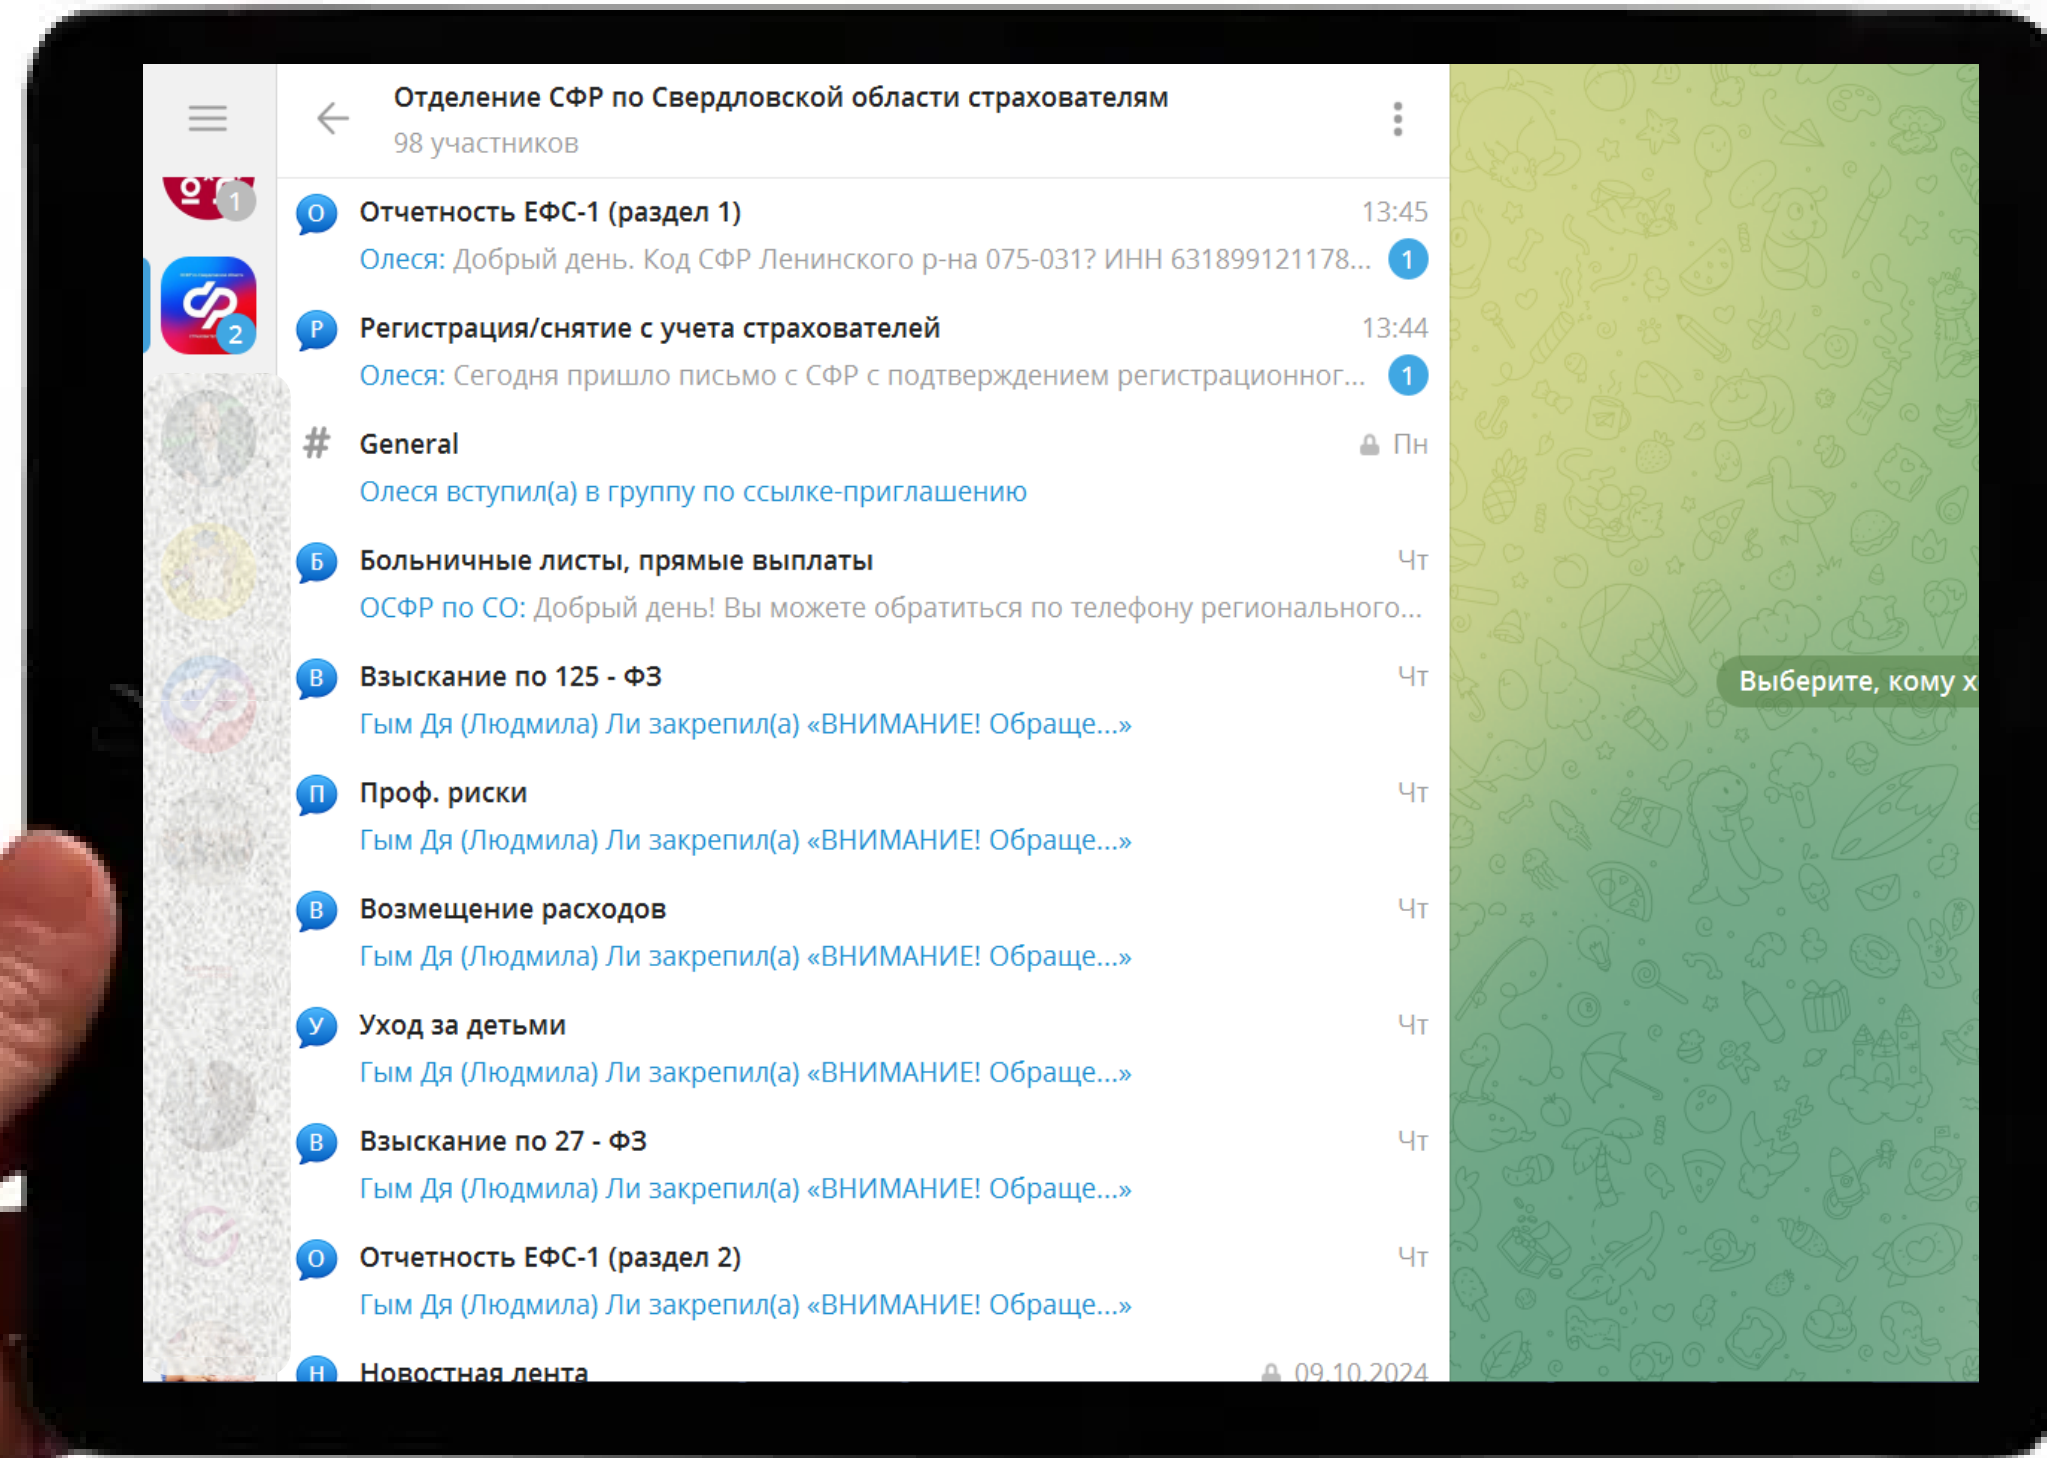 Отделение СФР по Свердловской области страхователям
98 участников
1
Отчетность ЕФС-1 (раздел 1)
13:45
Олеся: Добрый день. Код СФР Ленинского р-на 075-031? ИНН 631899121178...
1
2
Регистрация/снятие с учета страхователей
13:44
Олеся: Сегодня пришло письмо с СФР с подтверждением регистрационног...
1
# General
Пн
Олеся вступил(а) в группу по ссылке-приглашению
Больничные листы, прямые выплаты
Чт
ОСФР по СО: Добрый день! Вы можете обратиться по телефону регионального...
Взыскание по 125 - ФЗ
Чт
Гым Дя (Людмила) Ли закрепил(а) «ВНИМАНИЕ! Обраще...»
Выберите, кому х
Проф. риски
Чт
Гым Дя (Людмила) Ли закрепил(а) «ВНИМАНИЕ! Обраще...»
Возмещение расходов
Чт
Гым Дя (Людмила) Ли закрепил(а) «ВНИМАНИЕ! Обраще...»
Уход за детьми
Чт
Гым Дя (Людмила) Ли закрепил(а) «ВНИМАНИЕ! Обраще...»
Взыскание по 27 - ФЗ
Чт
Гым Дя (Людмила) Ли закрепил(а) «ВНИМАНИЕ! Обраще...»
Отчетность ЕФС-1 (раздел 2)
Чт
Гым Дя (Людмила) Ли закрепил(а) «ВНИМАНИЕ! Обраще...»
Новостная лента
09.10.2024